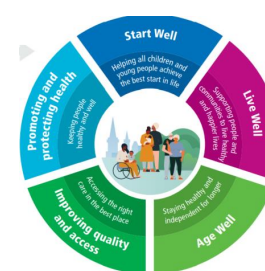 Start Well
Helping all children and
young people achieve
the best start in life
Live Well
Supporting people and
communities to live healthy
and happier lives
Age Well
Staying healthy and
independent for longer
Improving quality
and access
Accessing the right
care in the best place
Promoting and
protecting health
Keeping people
healthy and well